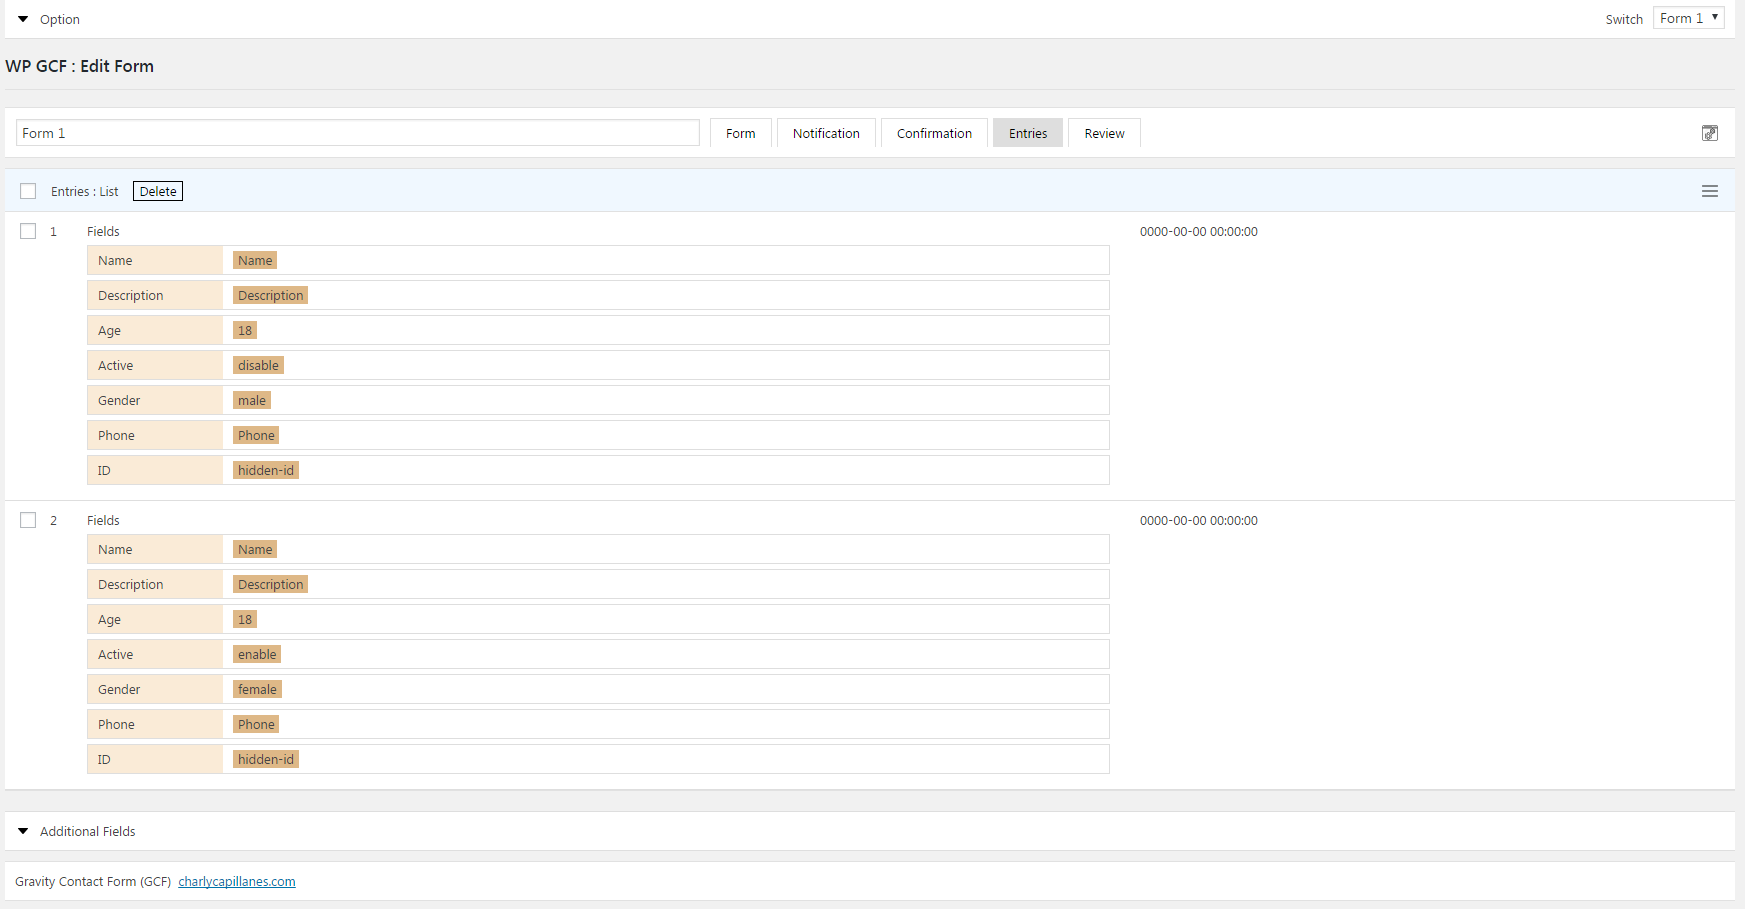 Option Switch Form 1
WP GCF : Edit Form
Form 1 Form Notification Confirmation Entries Review
Entries : List Delete
1 Fields 0000-00-00 00:00:00
Name Name
Description Description
Age 18
Active disable
Gender male
Phone Phone
ID hidden-id
2 Fields 0000-00-00 00:00:00
Name Name
Description Description
Age 18
Active enable
Gender female
Phone Phone
ID hidden-id
Additional Fields
Gravity Contact Form (GCF) charlycapillanes.com